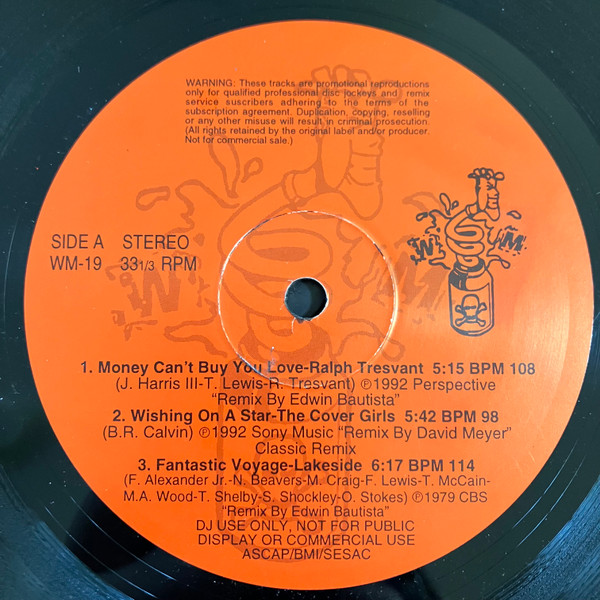 WARNING: These tracks are promotional reproductions
only for qualified professional disc jockeys and remix
service suscribers adhering to the terms of the
subscription agreement. Duplication, copying, reselling
or any other misuse will result in criminal prosecution.
(All rights retained by the original label and/or producer.
Not for commercial sale.)
SIDE A STEREO
WM-19 33 1/3 RPM
W M
1. Money Can't Buy You Love-Ralph Tresvant 5:15 BPM 108
(J. Harris III-T. Lewis-R. Tresvant) ℗1992 Perspective
"Remix By Edwin Bautista"
2. Wishing On A Star-The Cover Girls 5:42 BPM 98
(B.R. Calvin) ℗1992 Sony Music "Remix By David Meyer"
Classic Remix
3. Fantastic Voyage-Lakeside 6:17 BPM 114
(F. Alexander Jr.-N. Beavers-M. Craig-F. Lewis-T. McCain-
M.A. Wood-T. Shelby-S. Shockley-O. Stokes) ℗1979 CBS
"Remix By Edwin Bautista"
DJ USE ONLY, NOT FOR PUBLIC
DISPLAY OR COMMERCIAL USE
ASCAP/BMI/SESAC